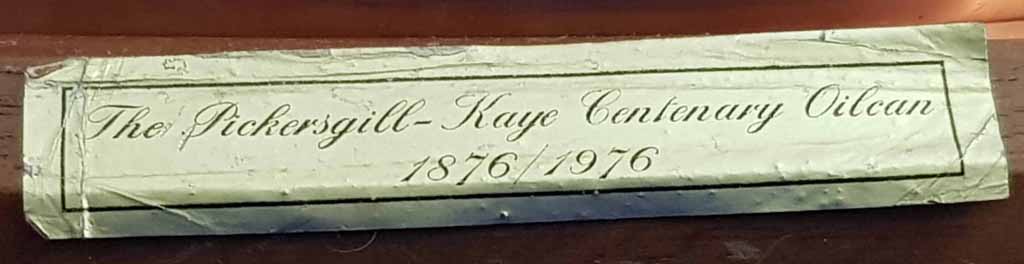 The Pickersgill-Kaye Centenary Oilcan
1876/1976